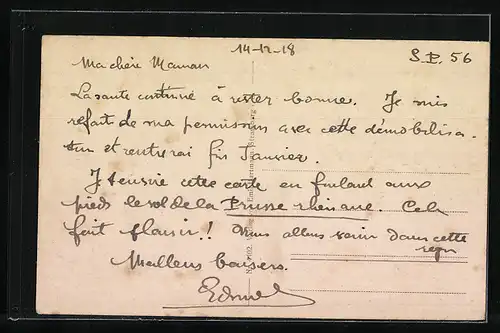 14-12-18
S.P. 56
Ma chère Maman
La santé continue à rester bonne. Je suis
refait de ma permission avec cette démobilisa-
tion et rentrerai fin Janvier.
J cette carte en foulant aux
pieds le sol de la Prusse rhénane. Cela
fait plaisir! Nous allons venir dans cette
Meilleurs baisers.